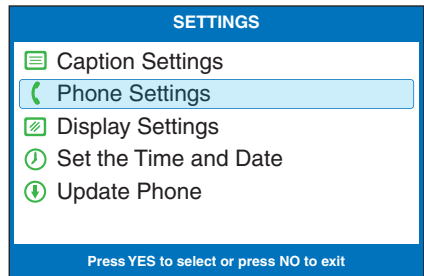 SETTINGS
Caption Settings
Phone Settings
Display Settings
Set the Time and Date
Update Phone
Press YES to select or press NO to exit